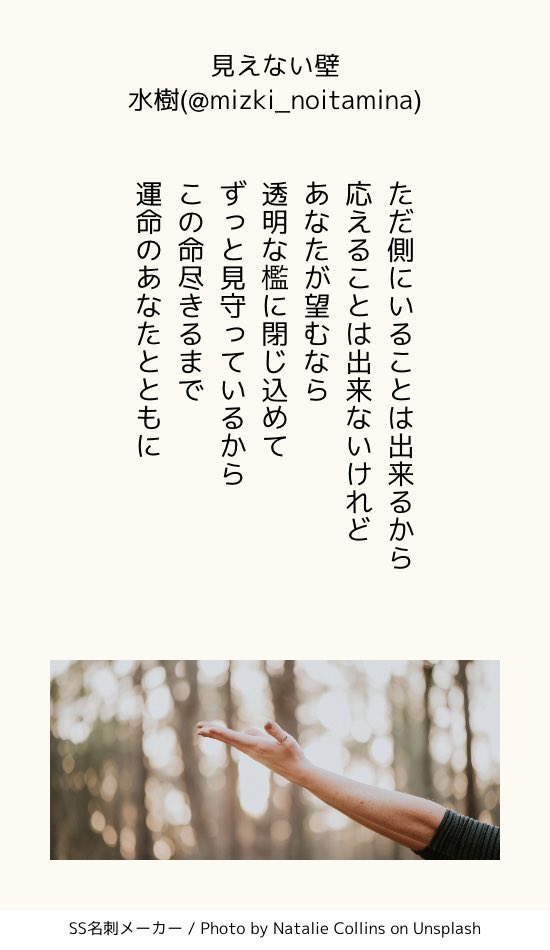 見えない壁
水樹(@mizki_noitamina)
ただ側にいることは出来るから
応えることは出来ないけれど
あなたが望むなら
透明な檻に閉じ込めて
ずっと見守っているから
この命尽きるまで
運命のあなたとともに
SS名刺メーカー / Photo by Natalie Collins on Unsplash